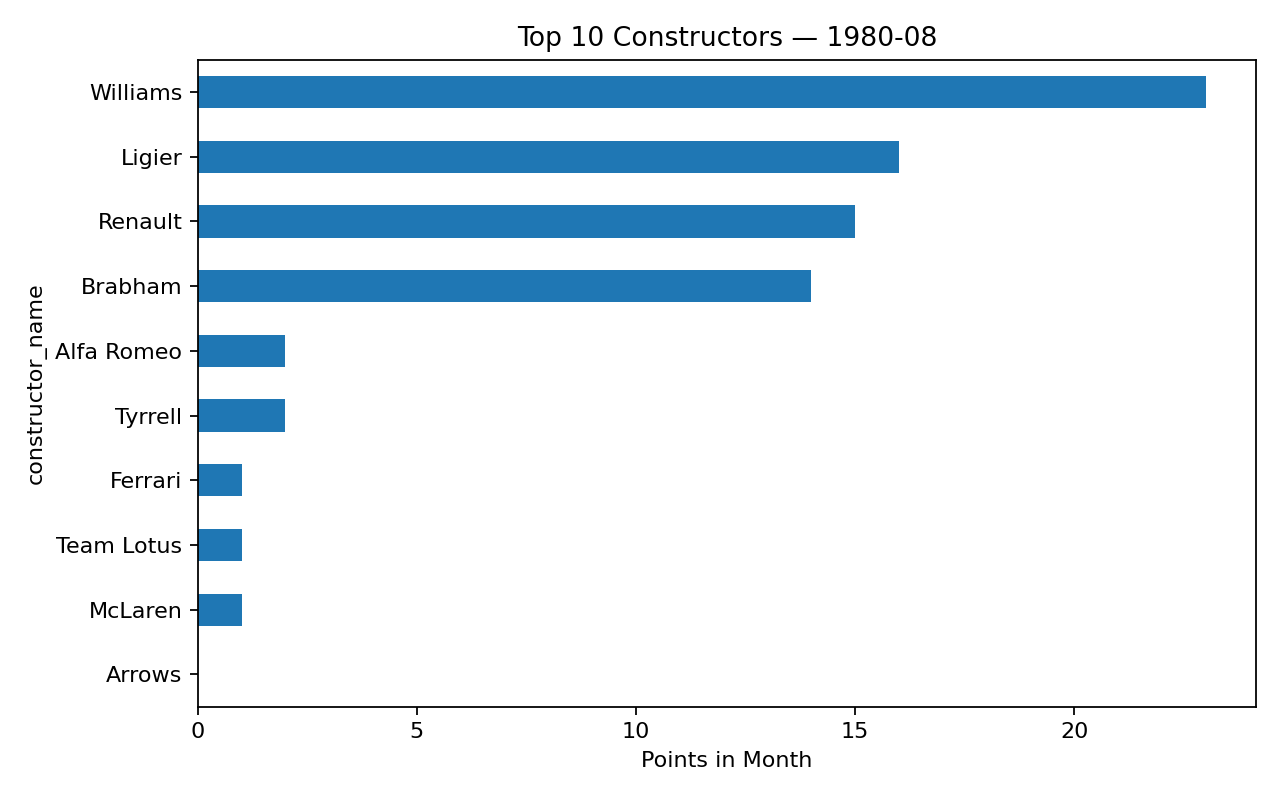 Top 10 Constructors — 1980-08
constructor_name
Williams
Ligier
Renault
Brabham
Alfa Romeo
Tyrrell
Ferrari
Team Lotus
McLaren
Arrows
0 5 10 15 20
Points in Month